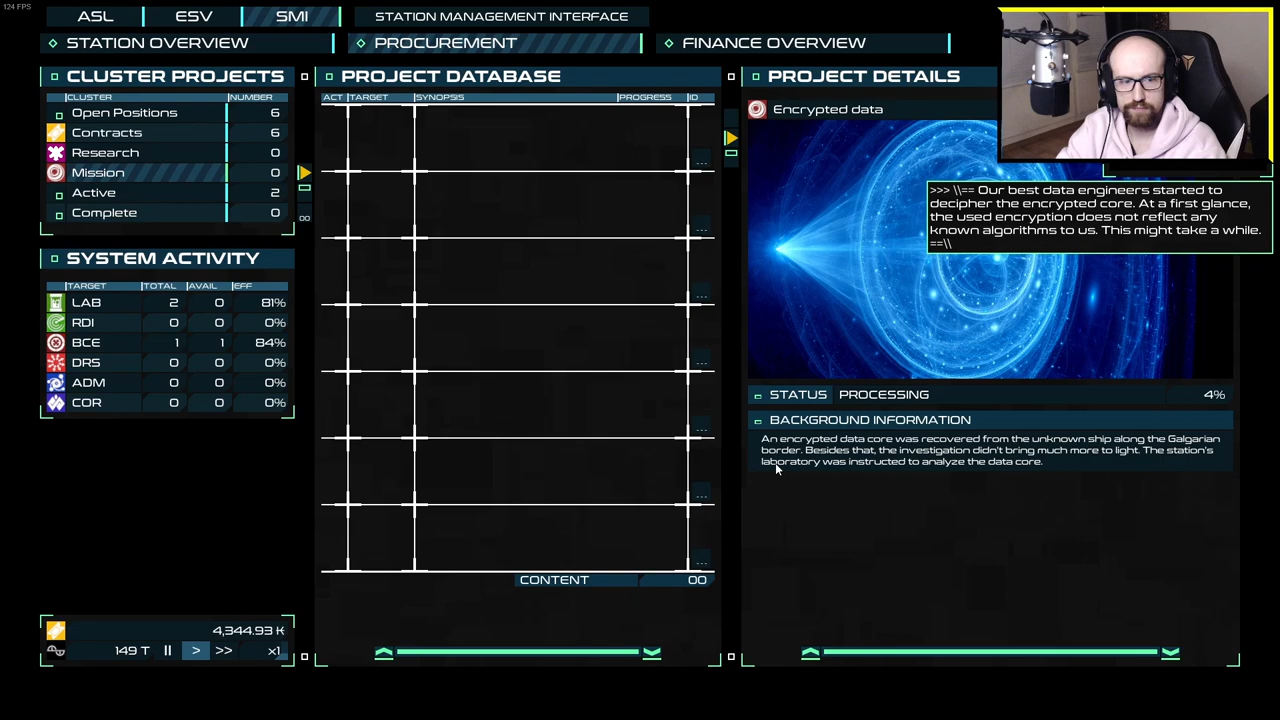 124 FPS
ASL ESV SMI STATION MANAGEMENT INTERFACE
STATION OVERVIEW PROCUREMENT FINANCE OVERVIEW
CLUSTER PROJECTS
CLUSTER NUMBER
Open Positions 6
Contracts 6
Research 0
Mission 0
Active 2
Complete 0
00
SYSTEM ACTIVITY
TARGET TOTAL AVAIL EFF
LAB 2 0 81%
RDI 0 0 0%
BCE 1 1 84%
DRS 0 0 0%
ADM 0 0 0%
COR 0 0 0%
4,344.93 K
149 T || > >> x1
PROJECT DATABASE
ACT TARGET SYNOPSIS PROGRESS ID
---
---
---
---
---
---
---
CONTENT 00
PROJECT DETAILS
Encrypted data
>>> \\== Our best data engineers started to
decipher the encrypted core. At a first glance,
the used encryption does not reflect any
known algorithms to us. This might take a while.
==\\
STATUS PROCESSING 4%
BACKGROUND INFORMATION
An encrypted data core was recovered from the unknown ship along the Galgarian
border. Besides that, the investigation didn't bring much more to light. The station's
laboratory was instructed to analyze the data core.